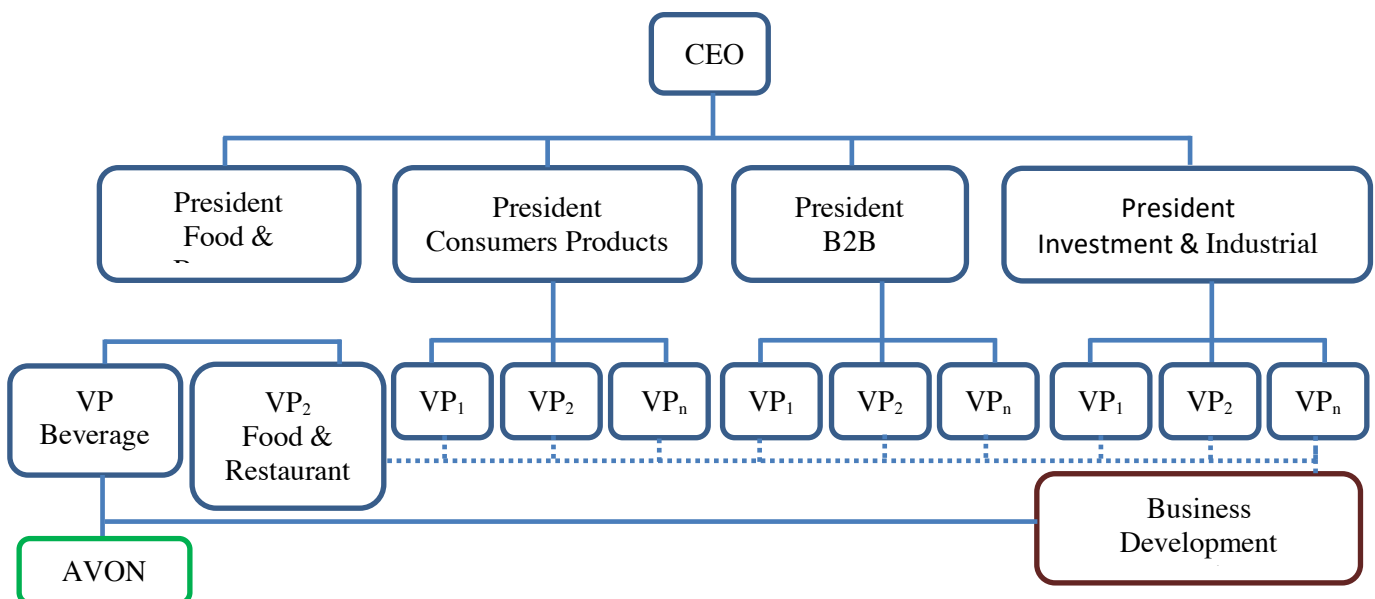 CEO
President
Food &
President
Consumers Products
President
B2B
President
Investment & Industrial
VP
Beverage
VP₂
Food &
Restaurant
VP₁
VP₂
VPₙ
VP₁
VP₂
VPₙ
VP₁
VP₂
VPₙ
Business
Development
AVON